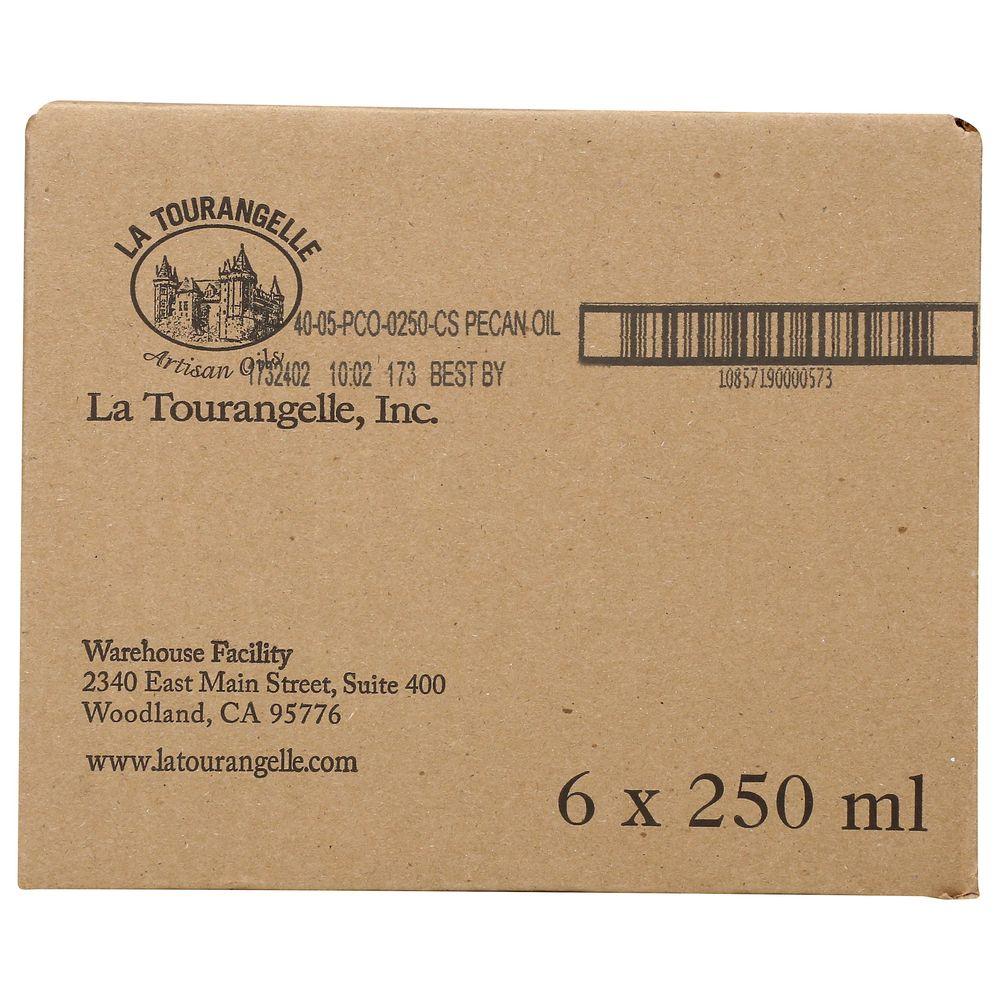 LA TOURANGELLE
Artisan Oils
40-05-PCO-0250-CS PECAN OIL
1732402 10:02 173 BEST BY
10857190000573
La Tourangelle, Inc.
Warehouse Facility
2340 East Main Street, Suite 400
Woodland, CA 95776
www.latourangelle.com
6 x 250 ml